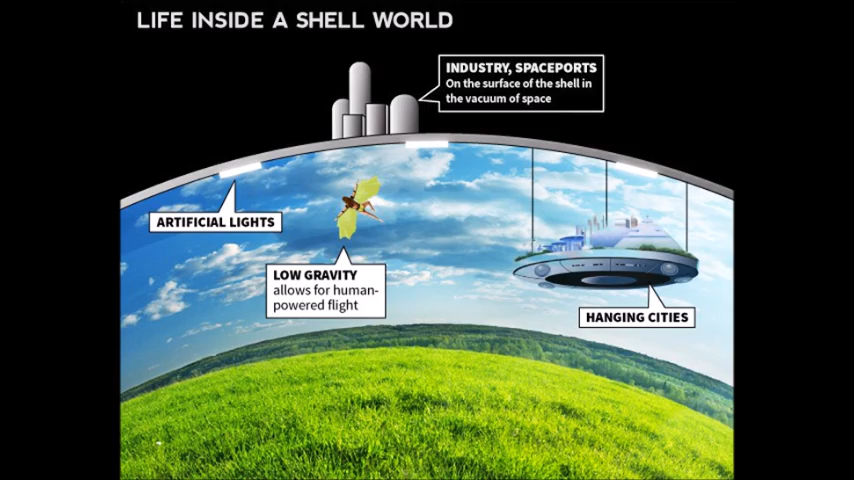 LIFE INSIDE A SHELL WORLD
INDUSTRY, SPACEPORTS
On the surface of the shell in
the vacuum of space
ARTIFICIAL LIGHTS
LOW GRAVITY
allows for human-
powered flight
HANGING CITIES